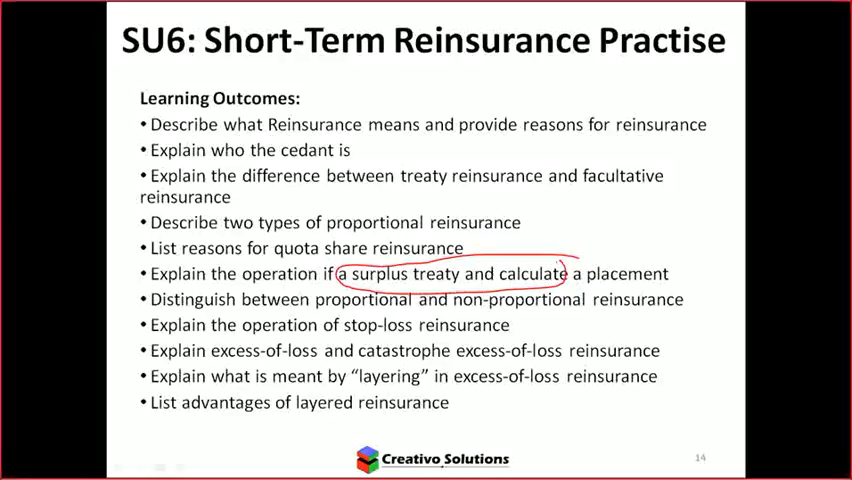 SU6: Short-Term Reinsurance Practise
Learning Outcomes:
• Describe what Reinsurance means and provide reasons for reinsurance
• Explain who the cedant is
• Explain the difference between treaty reinsurance and facultative
reinsurance
• Describe two types of proportional reinsurance
• List reasons for quota share reinsurance
• Explain the operation if a surplus treaty and calculate a placement
• Distinguish between proportional and non-proportional reinsurance
• Explain the operation of stop-loss reinsurance
• Explain excess-of-loss and catastrophe excess-of-loss reinsurance
• Explain what is meant by “layering” in excess-of-loss reinsurance
• List advantages of layered reinsurance
Creativo Solutions
14